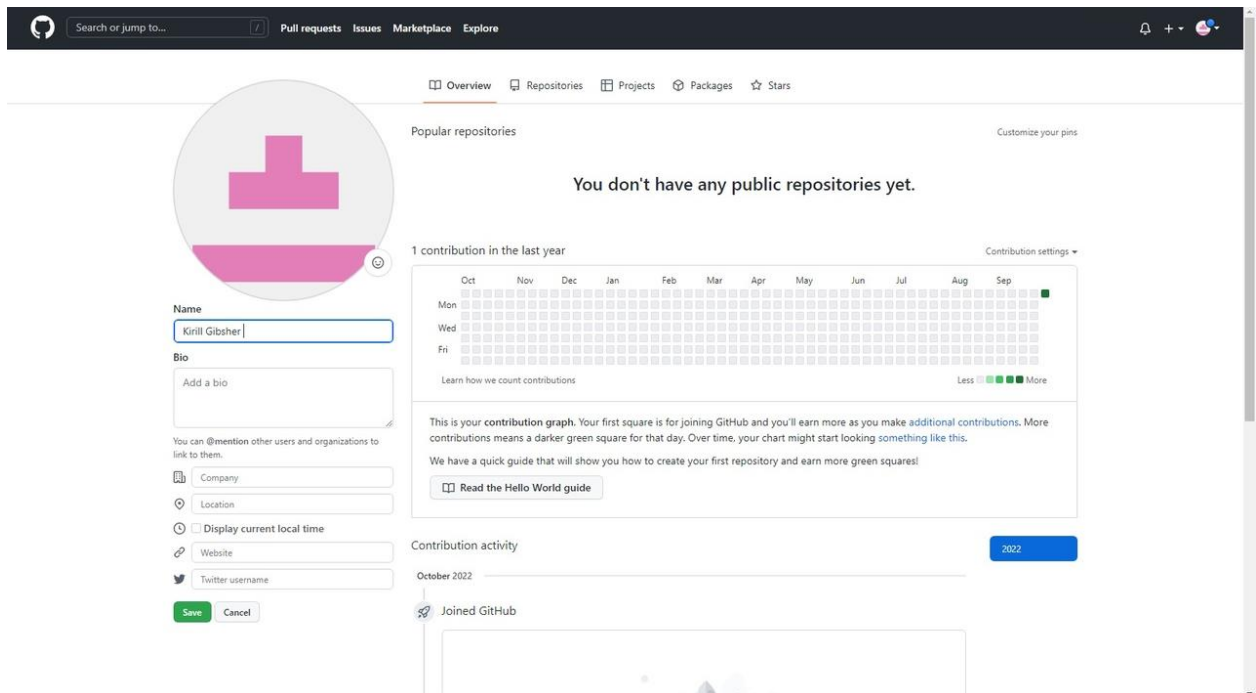 Search or jump to... /
Pull requests Issues Marketplace Explore
Overview Repositories Projects Packages Stars
Popular repositories
Customize your pins
You don't have any public repositories yet.
1 contribution in the last year
Contribution settings
Oct Nov Dec Jan Feb Mar Apr May Jun Jul Aug Sep
Mon
Wed
Fri
Learn how we count contributions
Less More
This is your contribution graph. Your first square is for joining GitHub and you'll earn more as you make additional contributions. More
contributions means a darker green square for that day. Over time, your chart might start looking something like this.
We have a quick guide that will show you how to create your first repository and earn more green squares!
Read the Hello World guide
Contribution activity
2022
October 2022
Joined GitHub
Name
Kirill Gibsher
Bio
Add a bio
You can @mention other users and organizations to
link to them.
Company
Location
Display current local time
Website
Twitter username
Save Cancel